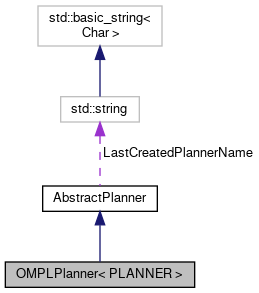 std::basic_string<
Char >
std::string
LastCreatedPlannerName
AbstractPlanner
OMPLPlanner< PLANNER >